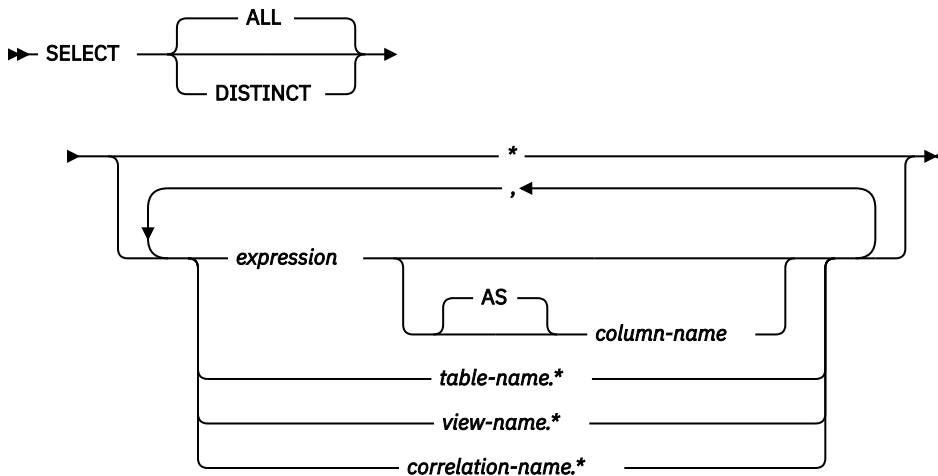 ALL
SELECT
DISTINCT
*
,
expression
AS
column-name
table-name.*
view-name.*
correlation-name.*